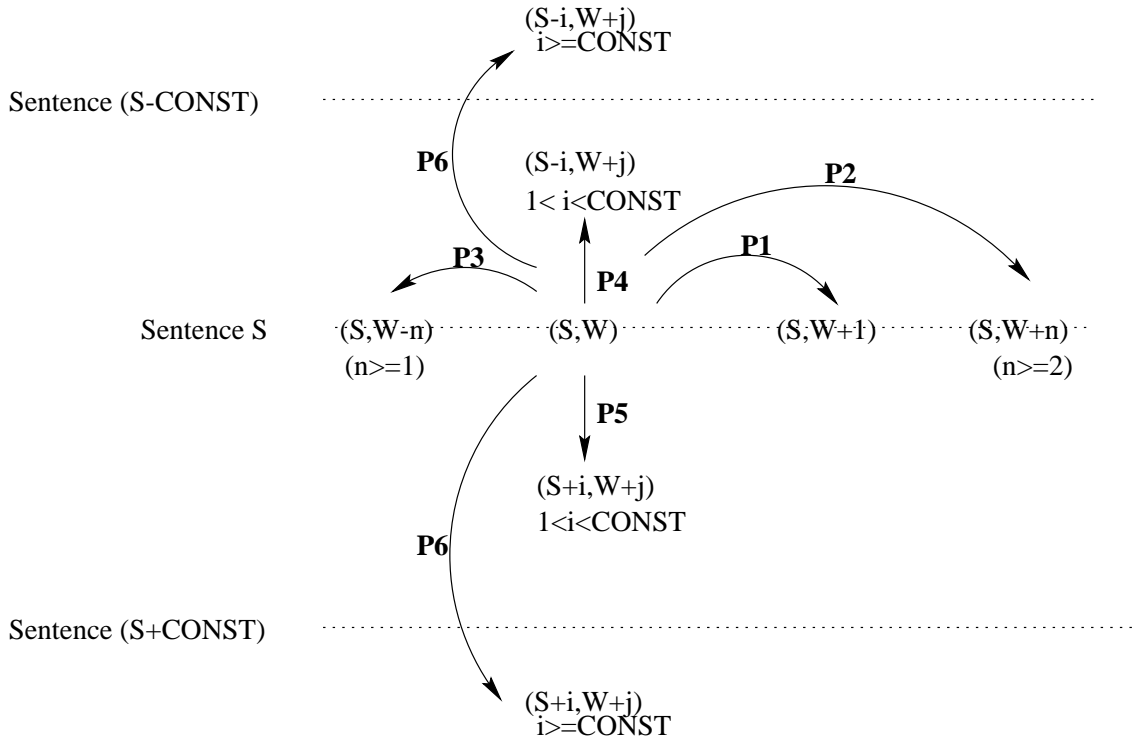 (S-i,W+j)
i>=CONST
Sentence (S-CONST)
P6
(S-i,W+j)
1< i<CONST
P2
P3
P4
P1
Sentence S
(S,W-n)
(S,W)
(S,W+1)
(S,W+n)
(n>=1)
(n>=2)
P5
(S+i,W+j)
1<i<CONST
P6
Sentence (S+CONST)
(S+i,W+j)
i>=CONST